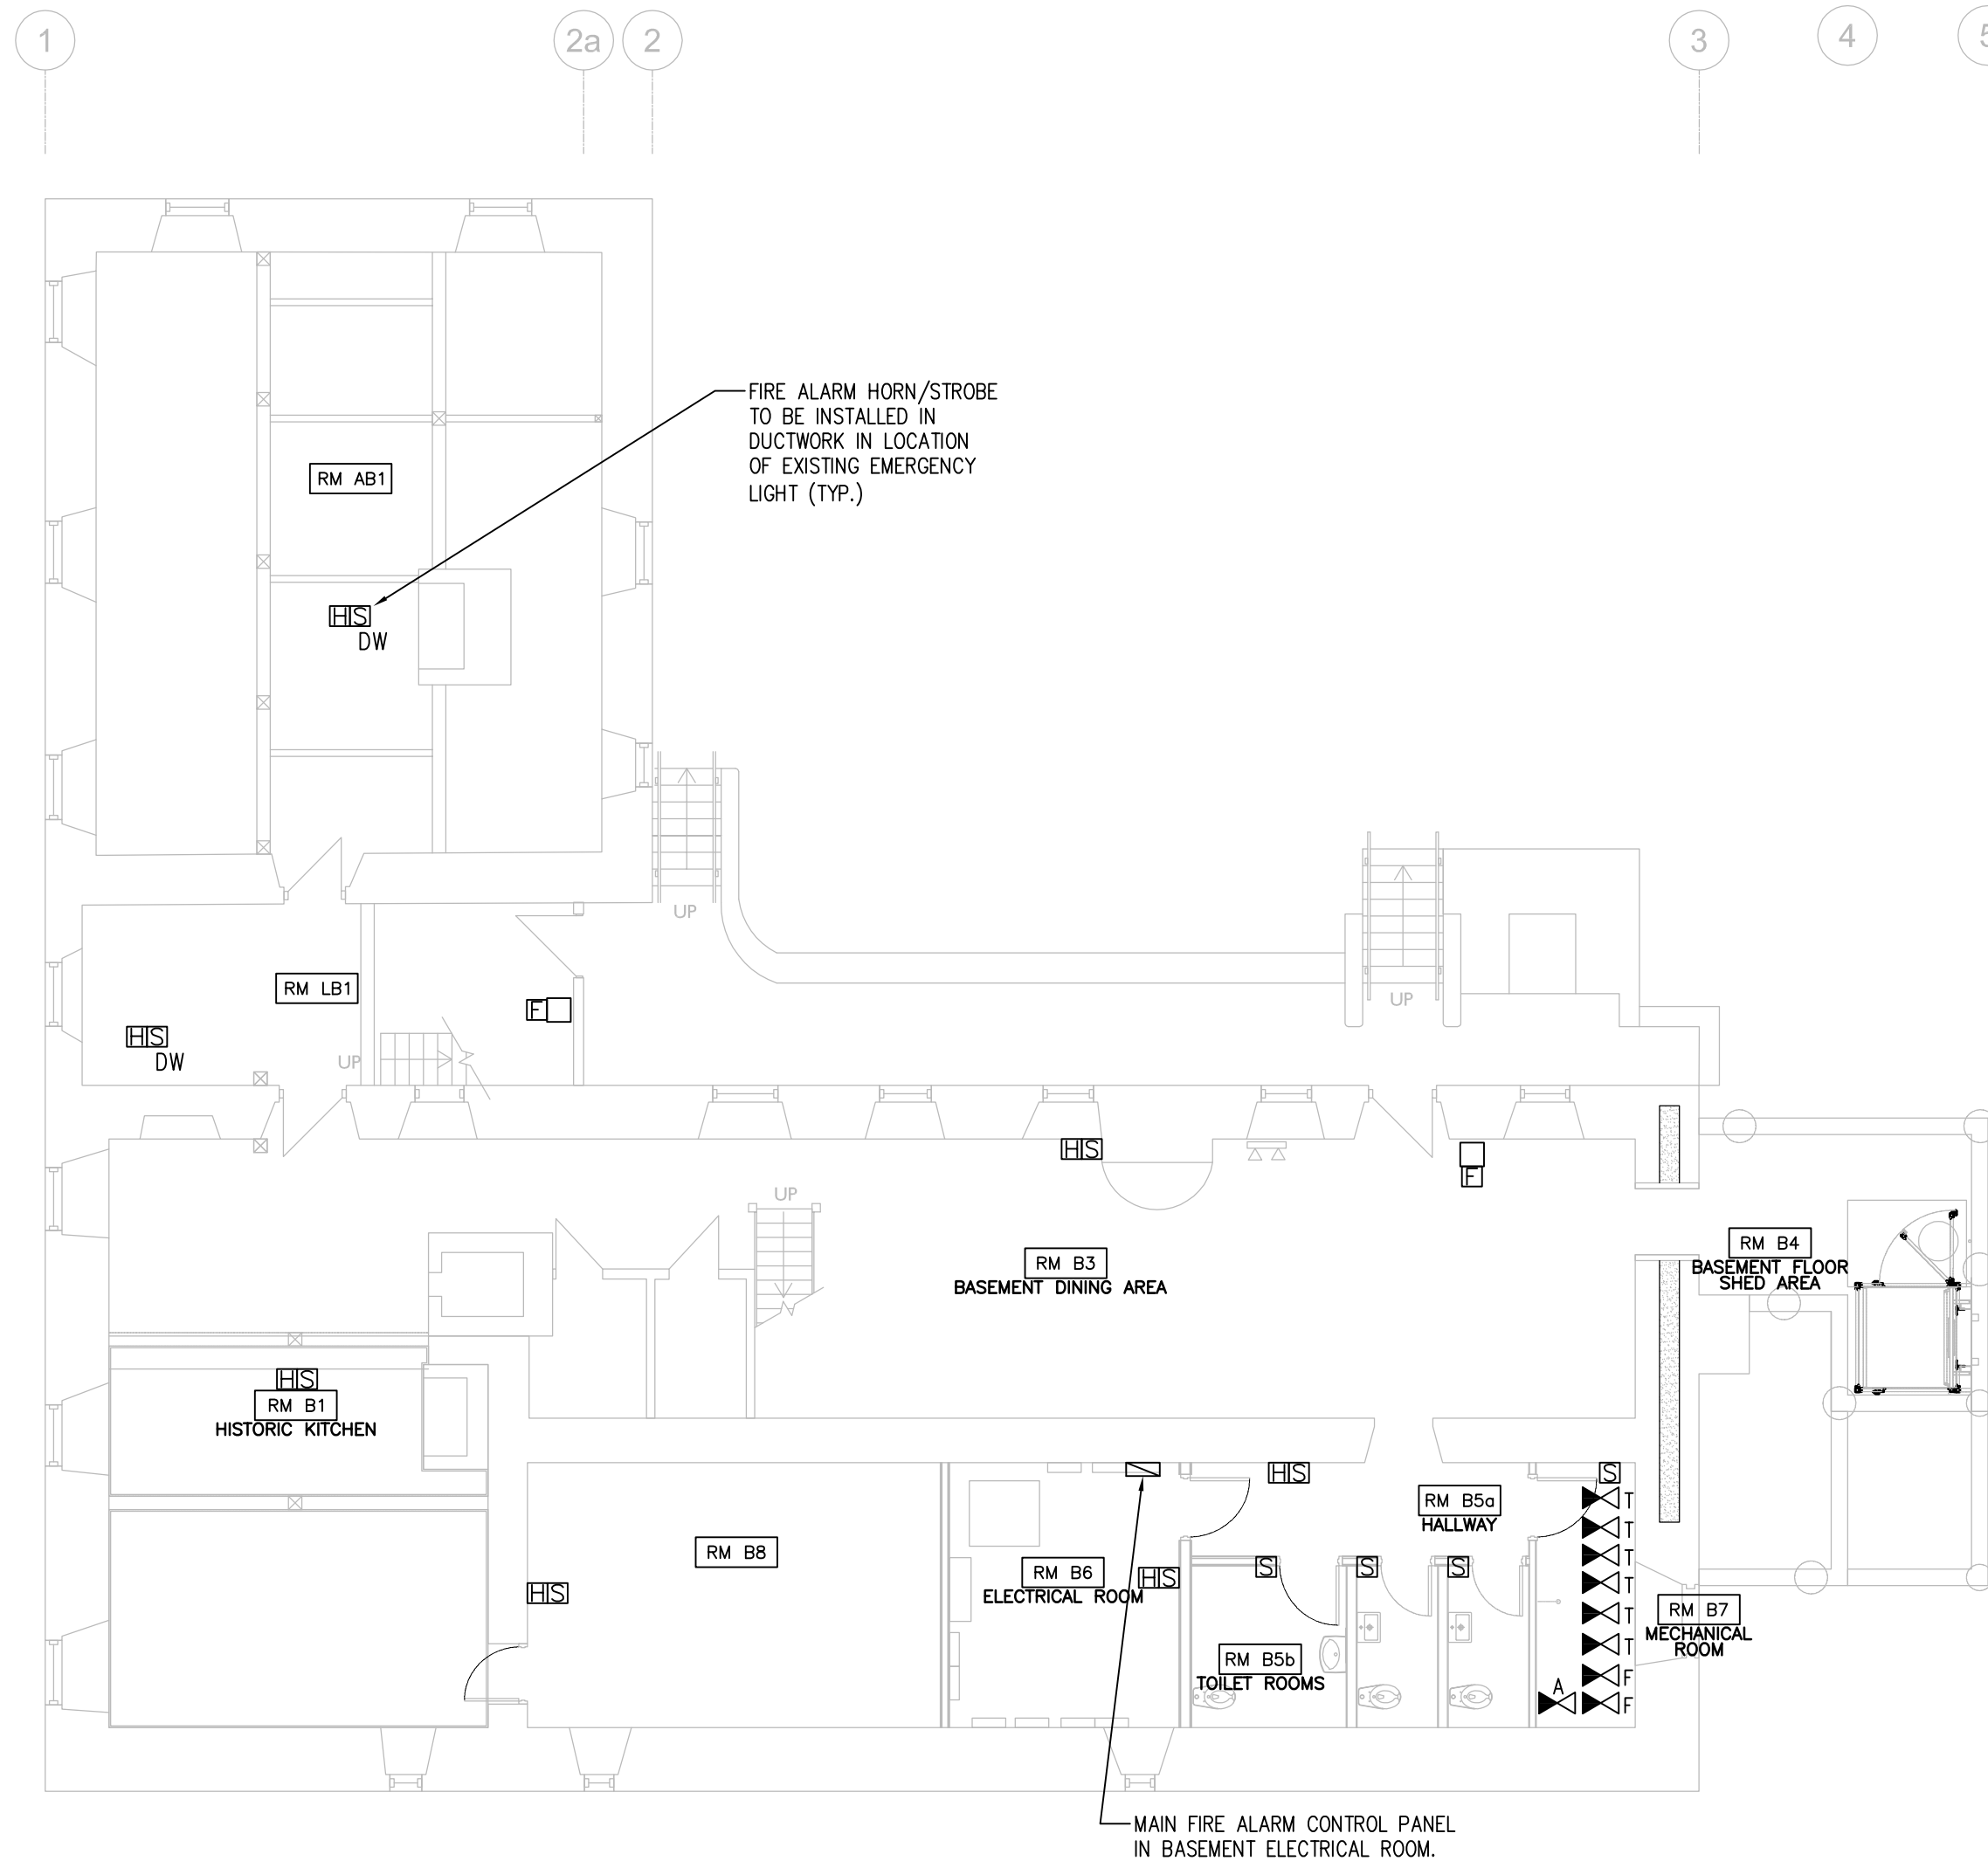 1
2a
2
3
4
5
FIRE ALARM HORN/STROBE
TO BE INSTALLED IN
DUCTWORK IN LOCATION
OF EXISTING EMERGENCY
LIGHT (TYP.)
RM AB1
HS
DW
UP
UP
RM LB1
F
HS
DW
UP
HS
F
UP
RM B3
BASEMENT DINING AREA
RM B4
BASEMENT FLOOR
SHED AREA
HS
RM B1
HISTORIC KITCHEN
HS
S
RM B5a
HALLWAY
T
T
T
T
T
T
F
F
A
RM B8
HS
RM B6
ELECTRICAL ROOM
HS
S
S
S
RM B5b
TOILET ROOMS
RM B7
MECHANICAL
ROOM
MAIN FIRE ALARM CONTROL PANEL
IN BASEMENT ELECTRICAL ROOM.